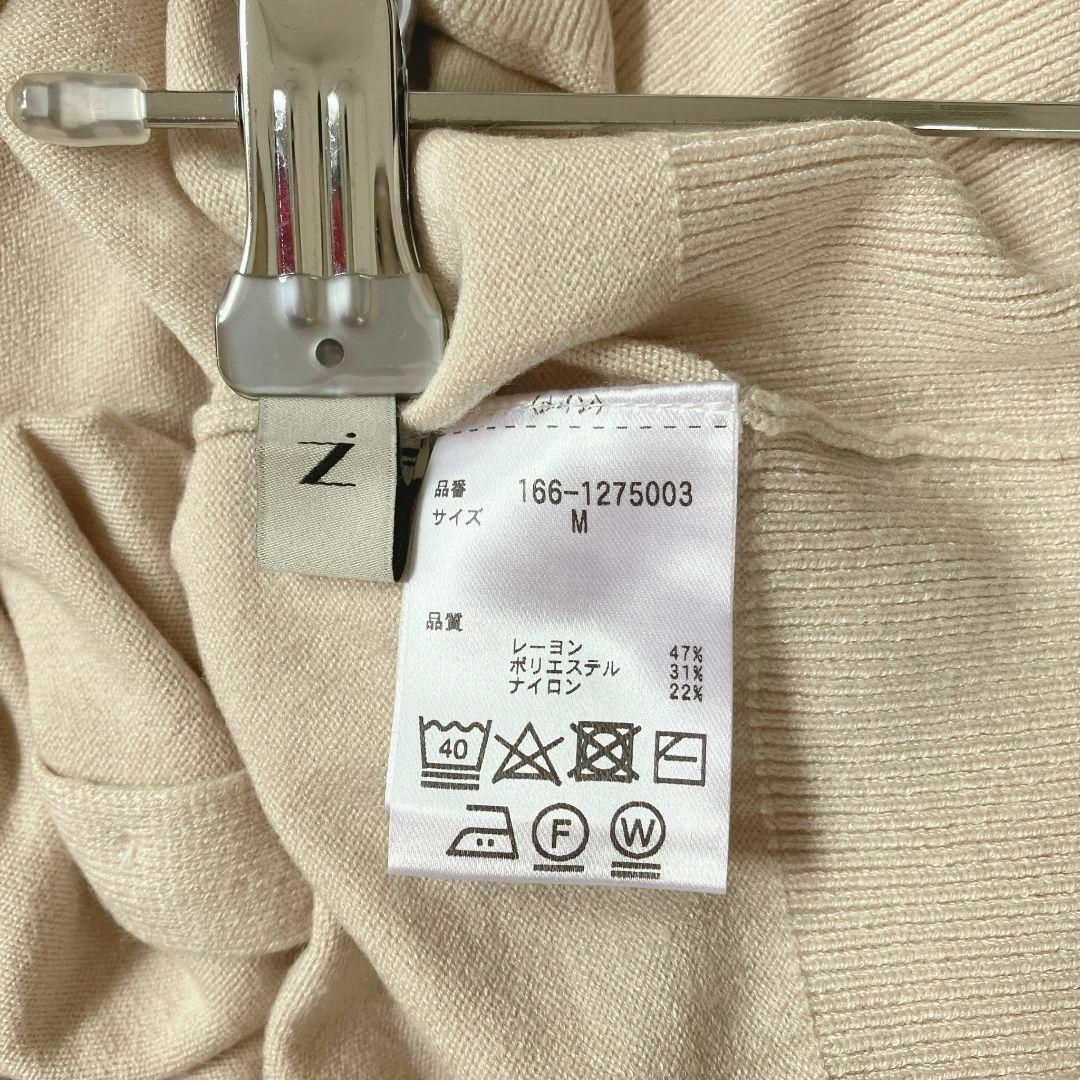 品番 166-1275003
サイズ M
品質
レーヨン 47%
ポリエステル 31%
ナイロン 22%
40
F
W